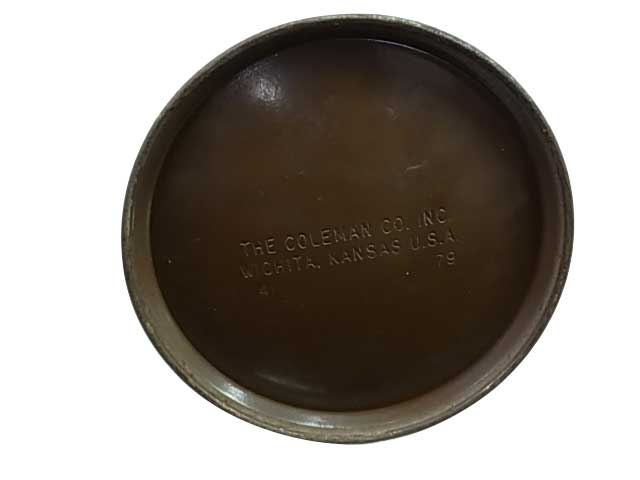 THE COLEMAN CO. INC.
WICHITA, KANSAS U.S.A.
4 79